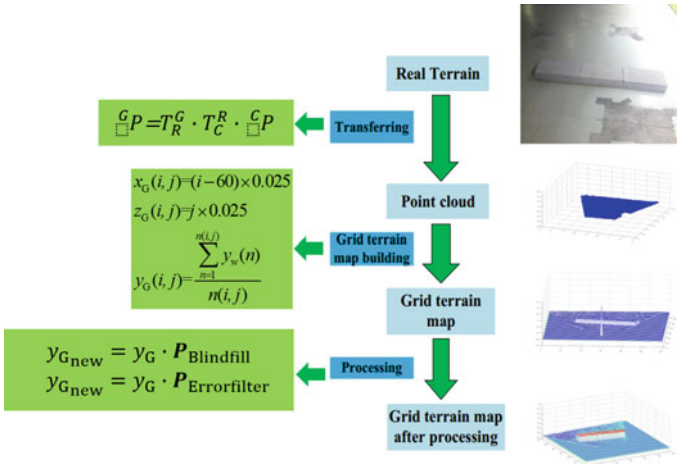 Real Terrain
□^G P = T_R^G · T_C^R · □^C P
Transferring
Point cloud
x_G(i, j)=(i−60)×0.025
z_G(i, j)=j×0.025
y_G(i, j)=∑_{n=1}^{n(i,j)} y_w(n) / n(i, j)
Grid terrain
map building
Grid terrain
map
y_Gnew = y_G · P_Blindfill
y_Gnew = y_G · P_Errorfilter
Processing
Grid terrain map
after processing